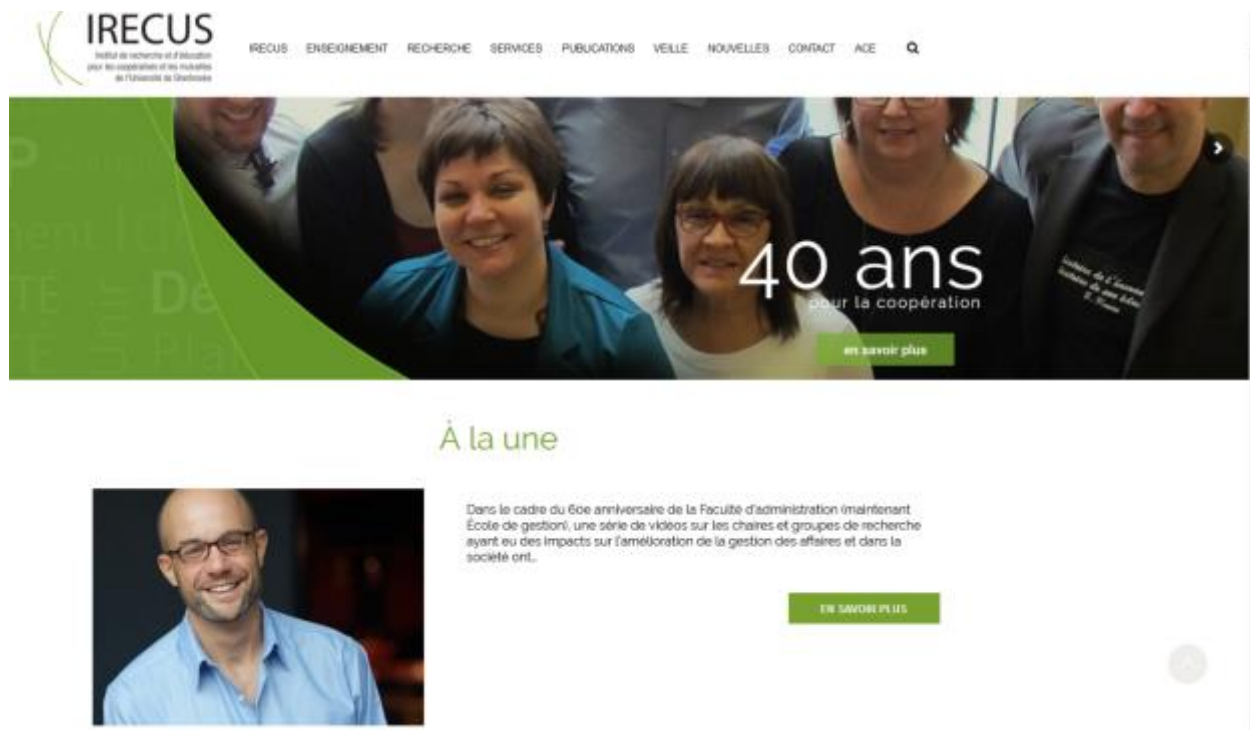 IRECUS
Institut de recherche et d'éducation
pour les coopératives et les mutuelles
de l'Université de Sherbrooke
IRECUS ENSEIGNEMENT RECHERCHE SERVICES PUBLICATIONS VEILLE NOUVELLES CONTACT ACE
40 ans
pour la coopération
en savoir plus
À la une
Dans le cadre du 60e anniversaire de la Faculté d'administration (maintenant
École de gestion), une série de vidéos sur les chaires et groupes de recherche
ayant eu des impacts sur l'amélioration de la gestion des affaires et dans la
société ont…
EN SAVOIR PLUS